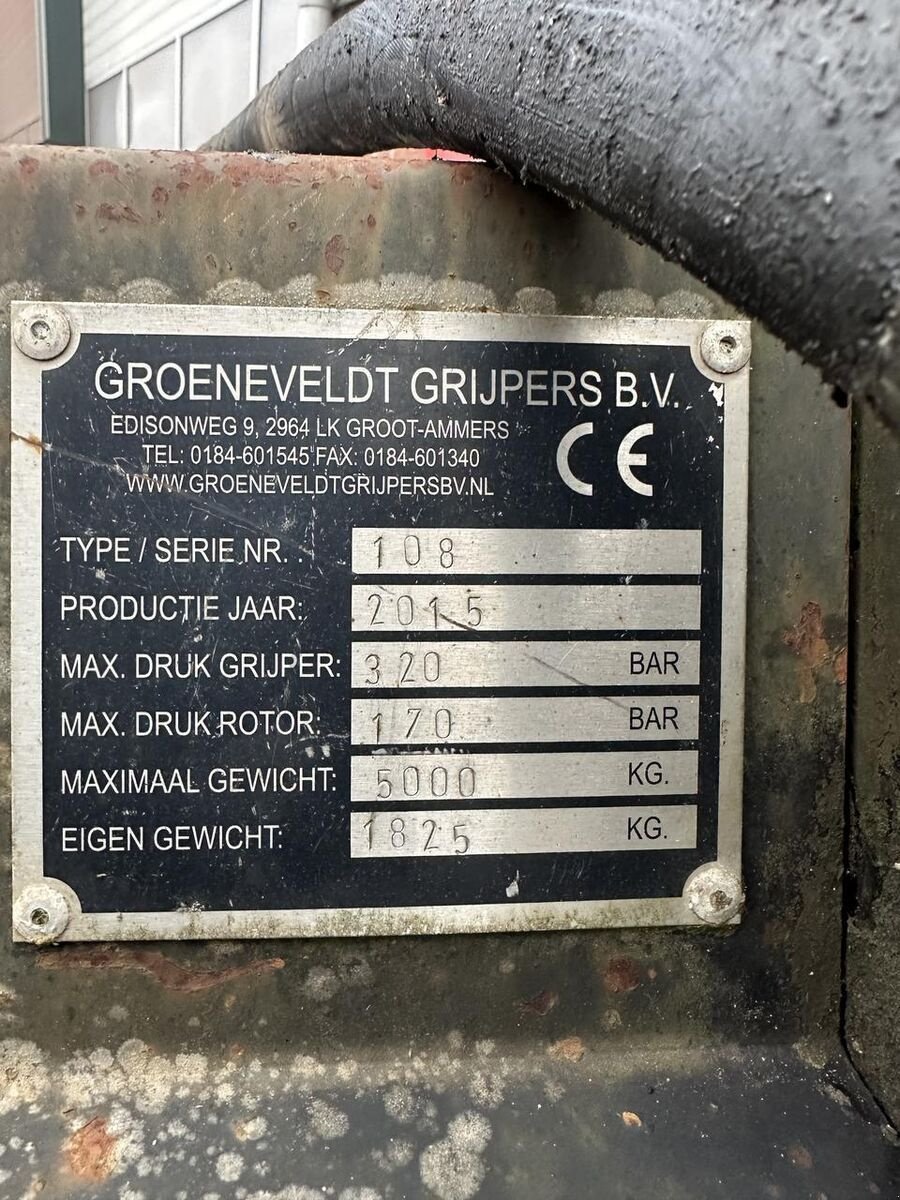 GROENEVELDT GRIJPERS B.V.
EDISONWEG 9, 2964 LK GROOT-AMMERS
TEL: 0184-601545 FAX: 0184-601340
WWW.GROENEVELDTGRIJPERSBV.NL
CE
TYPE / SERIE NR. : 108
PRODUCTIE JAAR: 2015
MAX. DRUK GRIJPER: 320 BAR
MAX. DRUK ROTOR: 170 BAR
MAXIMAAL GEWICHT: 5000 KG.
EIGEN GEWICHT: 1825 KG.